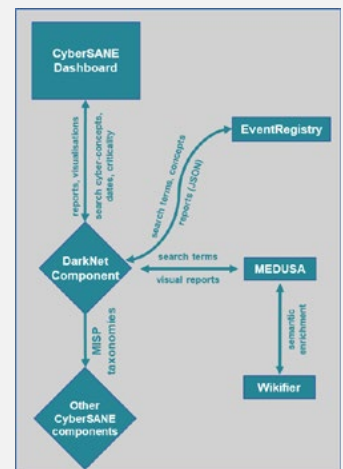 CyberSANE
Dashboard
reports, visualisations
search cyber-concepts,
dates, criticality
EventRegistry
search terms, concepts
reports (JSON)
DarkNet
Component
search terms
visual reports
MEDUSA
MISP
taxonomies
semantic
enrichment
Other
CyberSANE
components
Wikifier